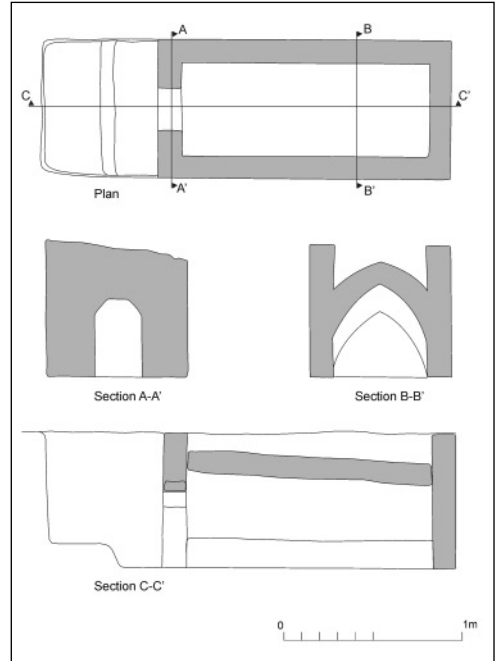 A B
C C'
Plan
A' B'
Section A-A' Section B-B'
Section C-C'
0 1m